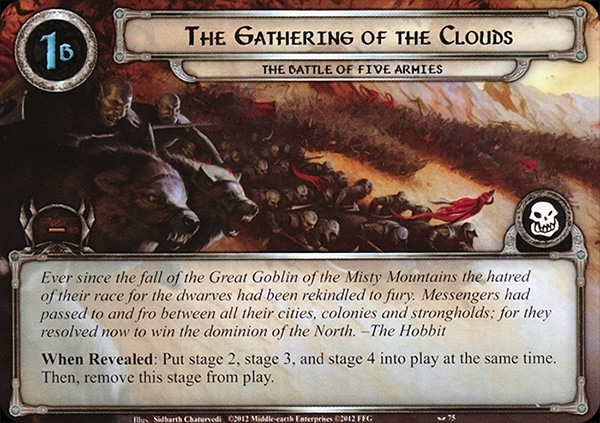 1B
THE GATHERING OF THE CLOUDS
THE BATTLE OF FIVE ARMIES
–
Ever since the fall of the Great Goblin of the Misty Mountains the hatred
of their race for the dwarves had been rekindled to fury. Messengers had
passed to and fro between all their cities, colonies and strongholds; for they
resolved now to win the dominion of the North. –The Hobbit
When Revealed: Put stage 2, stage 3, and stage 4 into play at the same time.
Then, remove this stage from play.
Illus. Sidharth Chaturvedi ©2012 Middle-earth Enterprises ©2012 FFG 75